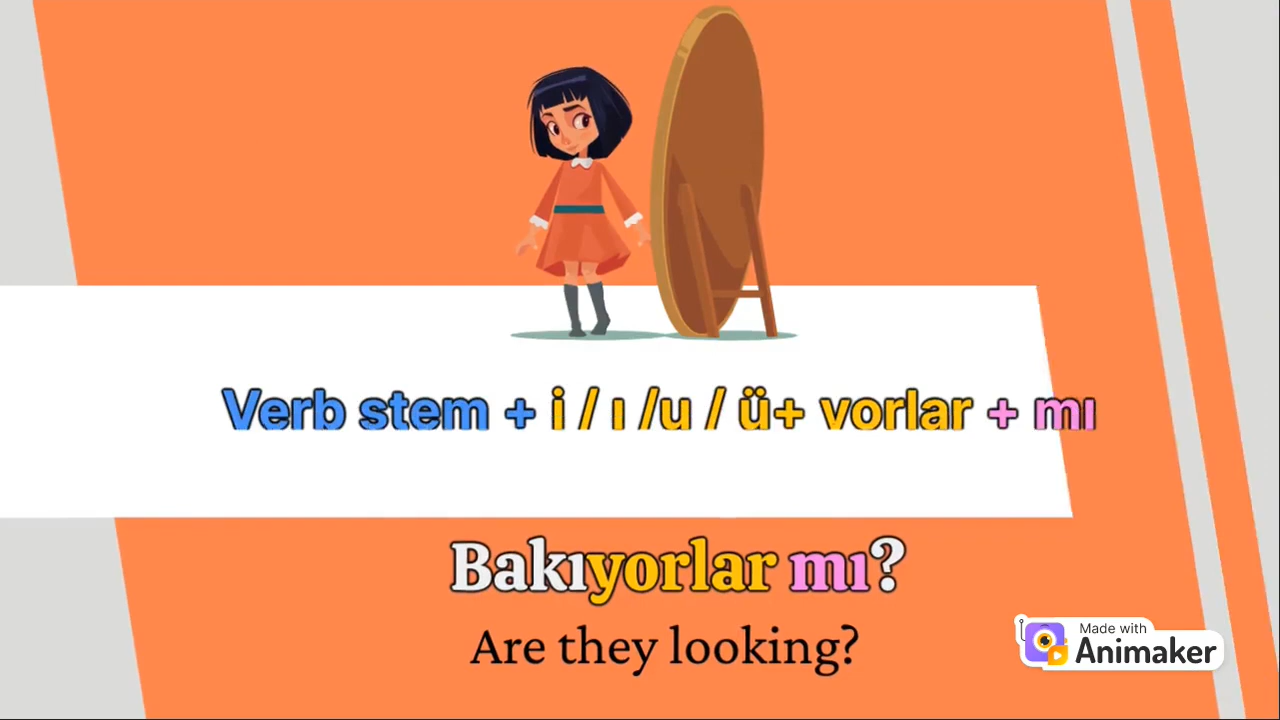 Verb stem + i / ı /u / ü+ yorlar + mı
Bakıyorlar mı?
Are they looking?
Made with
Animaker